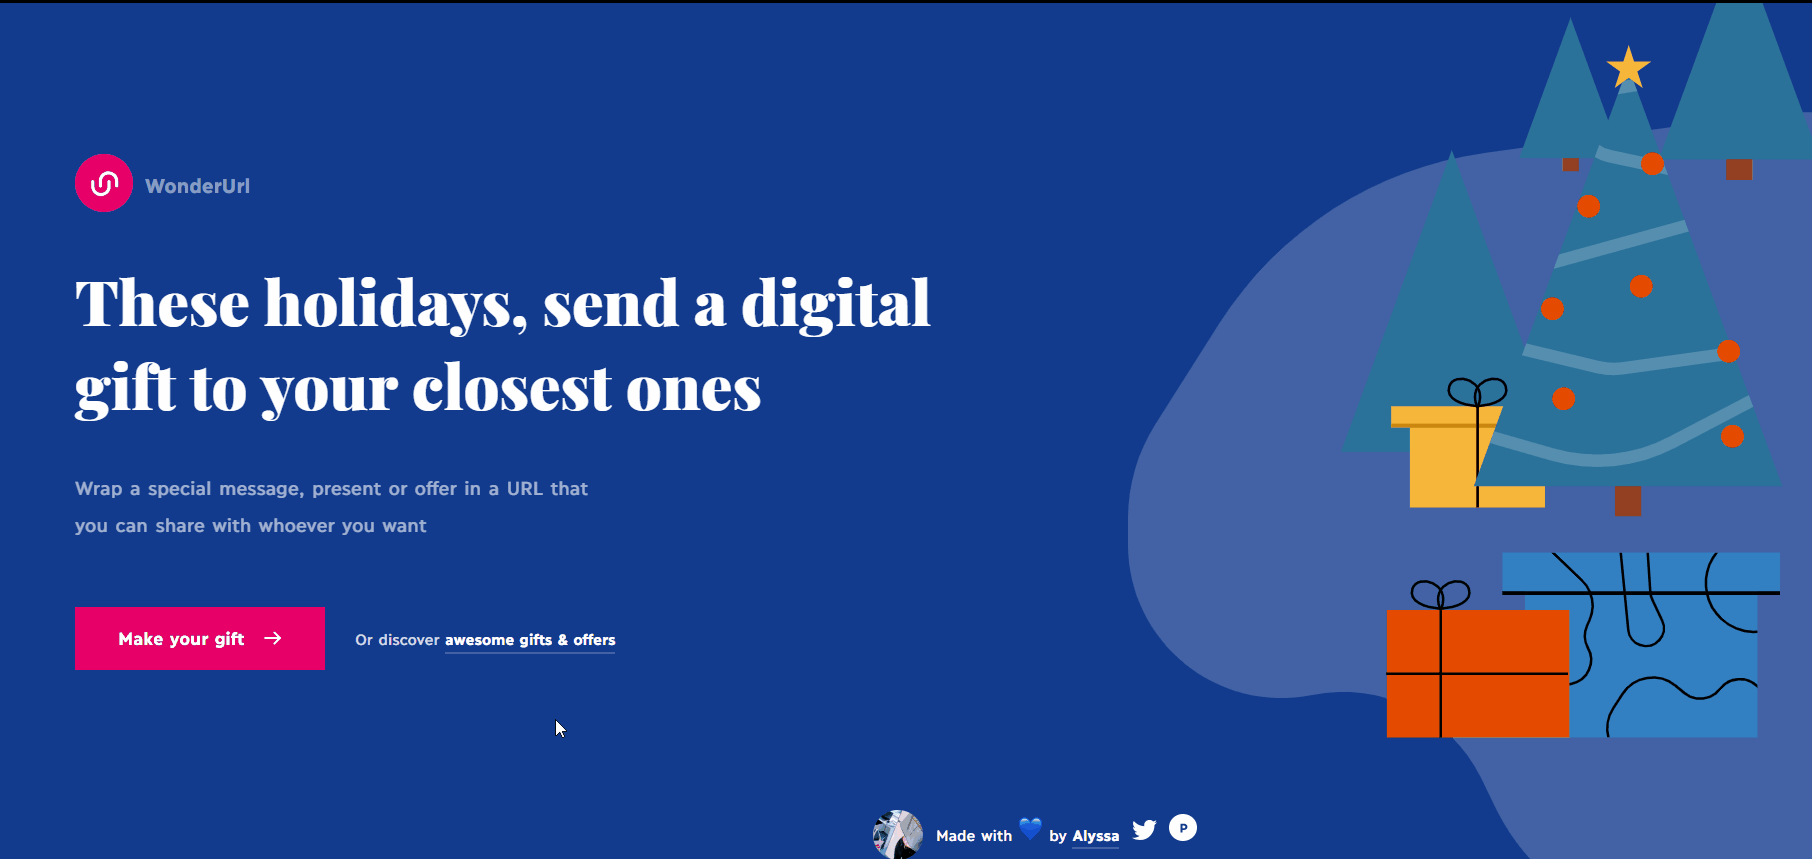 WonderUrl
These holidays, send a digital
gift to your closest ones
Wrap a special message, present or offer in a URL that
you can share with whoever you want
Make your gift
Or discover awesome gifts & offers
Made with 💙 by Alyssa
P